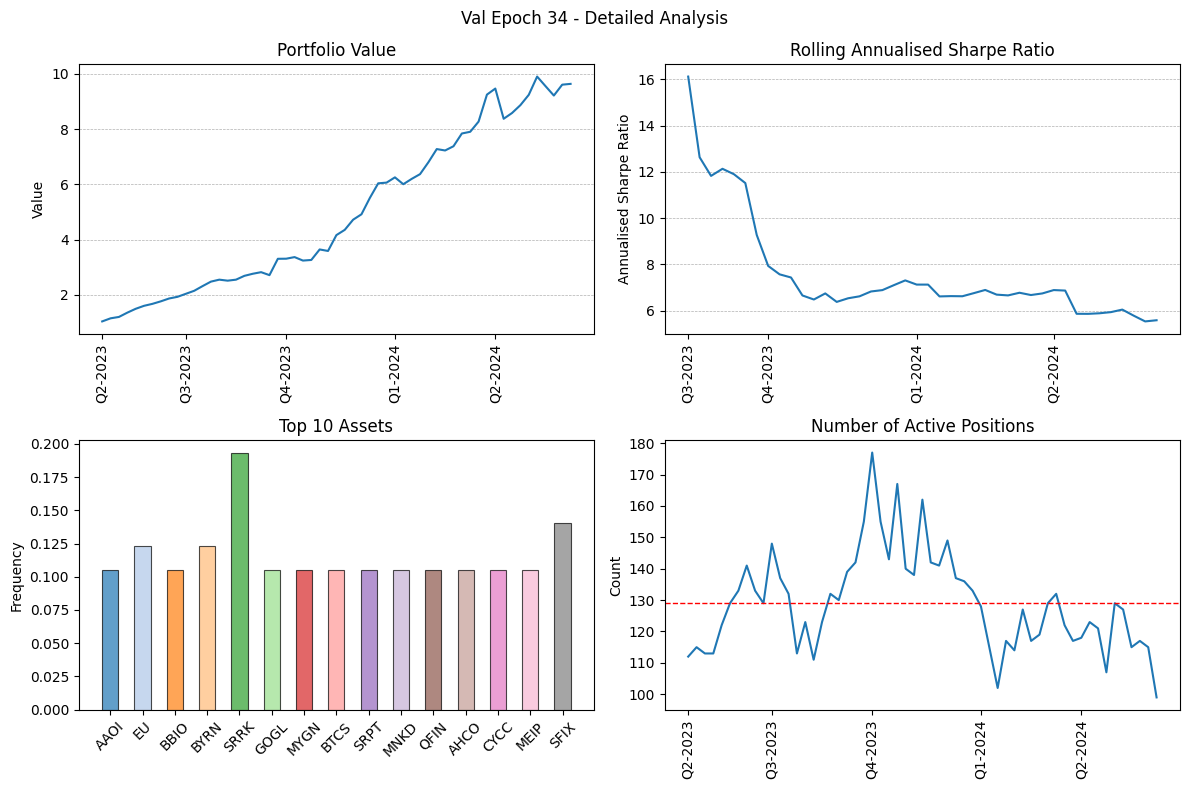 Val Epoch 34 - Detailed Analysis
Portfolio Value
Value
10
8
6
4
2
Q2-2023
Q3-2023
Q4-2023
Q1-2024
Q2-2024
Rolling Annualised Sharpe Ratio
Annualised Sharpe Ratio
16
14
12
10
8
6
Q3-2023
Q4-2023
Q1-2024
Q2-2024
Top 10 Assets
Frequency
0.200
0.175
0.150
0.125
0.100
0.075
0.050
0.025
0.000
AAOI
EU
BBIO
BYRN
SRRK
GOGL
MYGN
BTCS
SRPT
MNKD
QFIN
AHCO
CYCC
MEIP
SFIX
Number of Active Positions
Count
180
170
160
150
140
130
120
110
100
Q2-2023
Q3-2023
Q4-2023
Q1-2024
Q2-2024